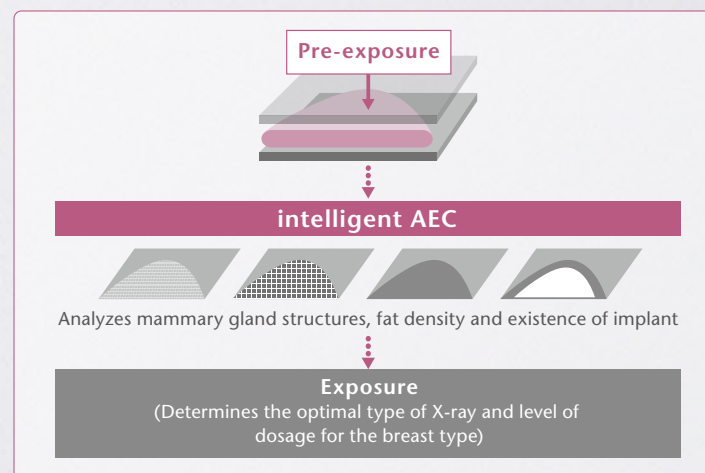 Pre-exposure
intelligent AEC
Analyzes mammary gland structures, fat density and existence of implant
Exposure
(Determines the optimal type of X-ray and level of
dosage for the breast type)